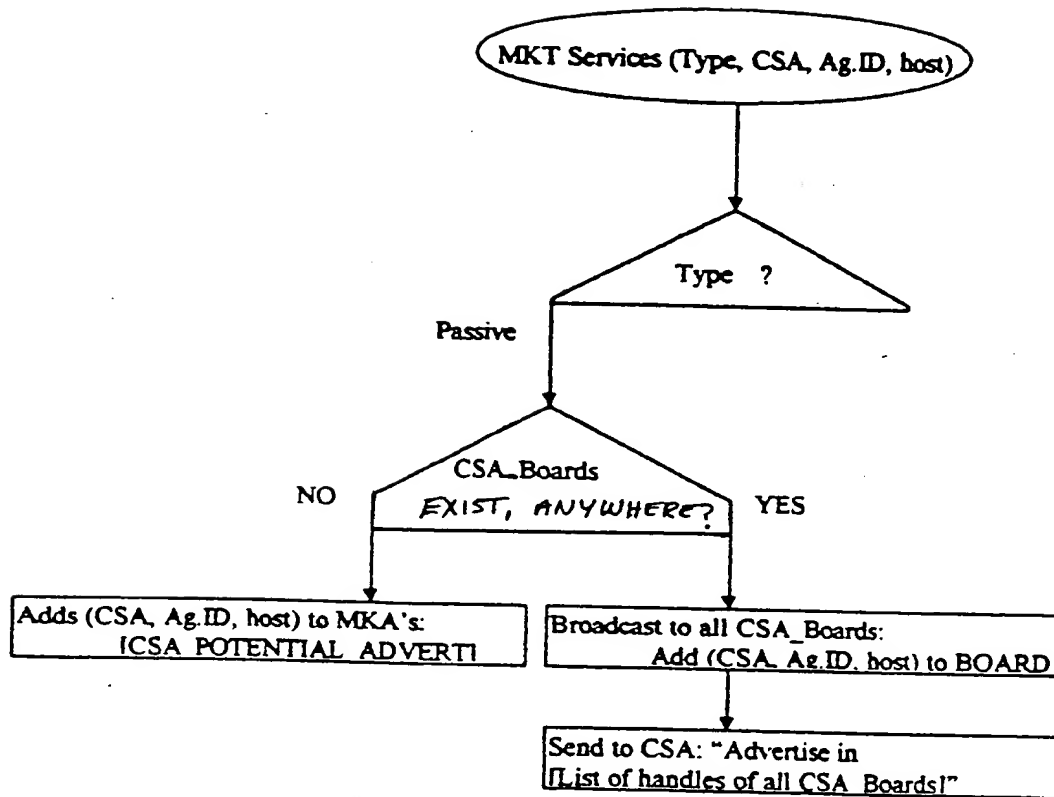 MKT Services (Type, CSA, Ag.ID, host)
Type ?
Passive
CSA_Boards
NO
EXIST, ANYWHERE?
YES
Adds (CSA, Ag.ID, host) to MKA's:
[CSA POTENTIAL ADVERT]
Broadcast to all CSA_Boards:
Add (CSA, Ag.ID, host) to BOARD
Send to CSA: "Advertise in
[List of handles of all CSA_Boards]"